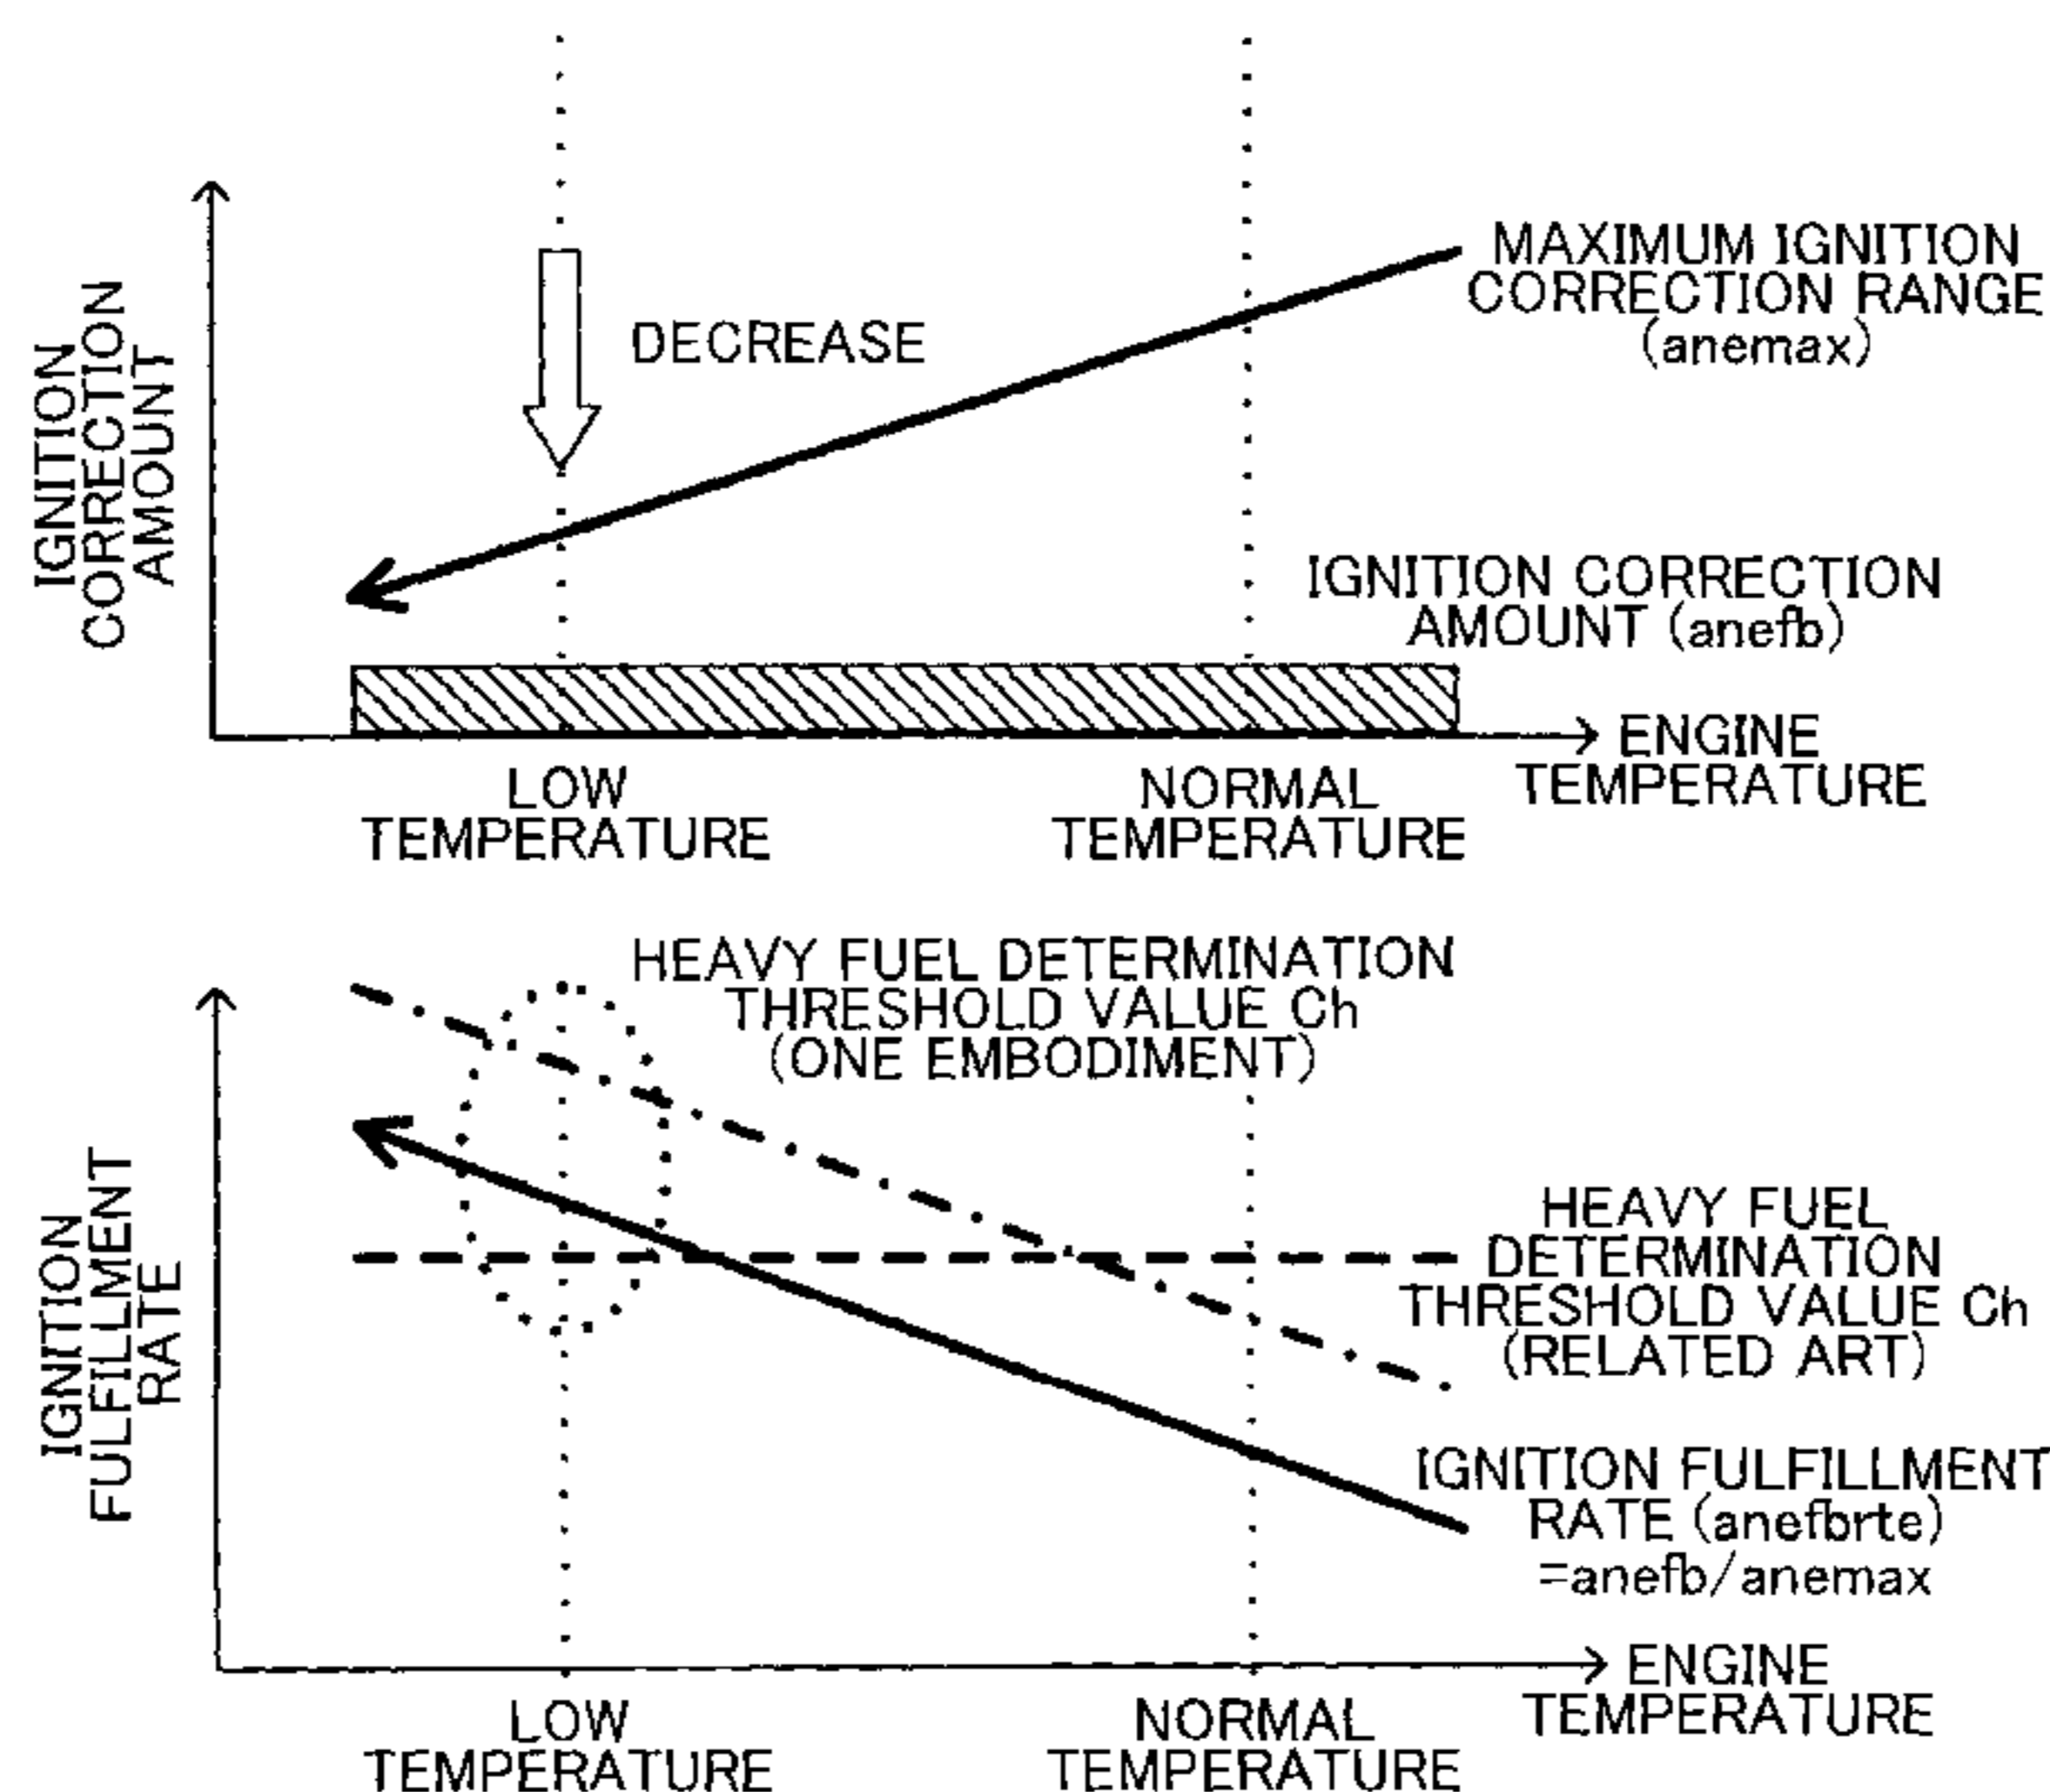 MAXIMUM IGNITION
CORRECTION RANGE
(anemax)
DECREASE
IGNITION
CORRECTION
AMOUNT
IGNITION CORRECTION
AMOUNT (anefb)
ENGINE
TEMPERATURE
LOW
TEMPERATURE
NORMAL
TEMPERATURE
HEAVY FUEL DETERMINATION
THRESHOLD VALUE Ch
(ONE EMBODIMENT)
IGNITION
FULFILLMENT
RATE
HEAVY FUEL
DETERMINATION
THRESHOLD VALUE Ch
(RELATED ART)
IGNITION FULFILLMENT
RATE (anefbrte)
=anefb/anemax
ENGINE
TEMPERATURE
LOW
TEMPERATURE
NORMAL
TEMPERATURE